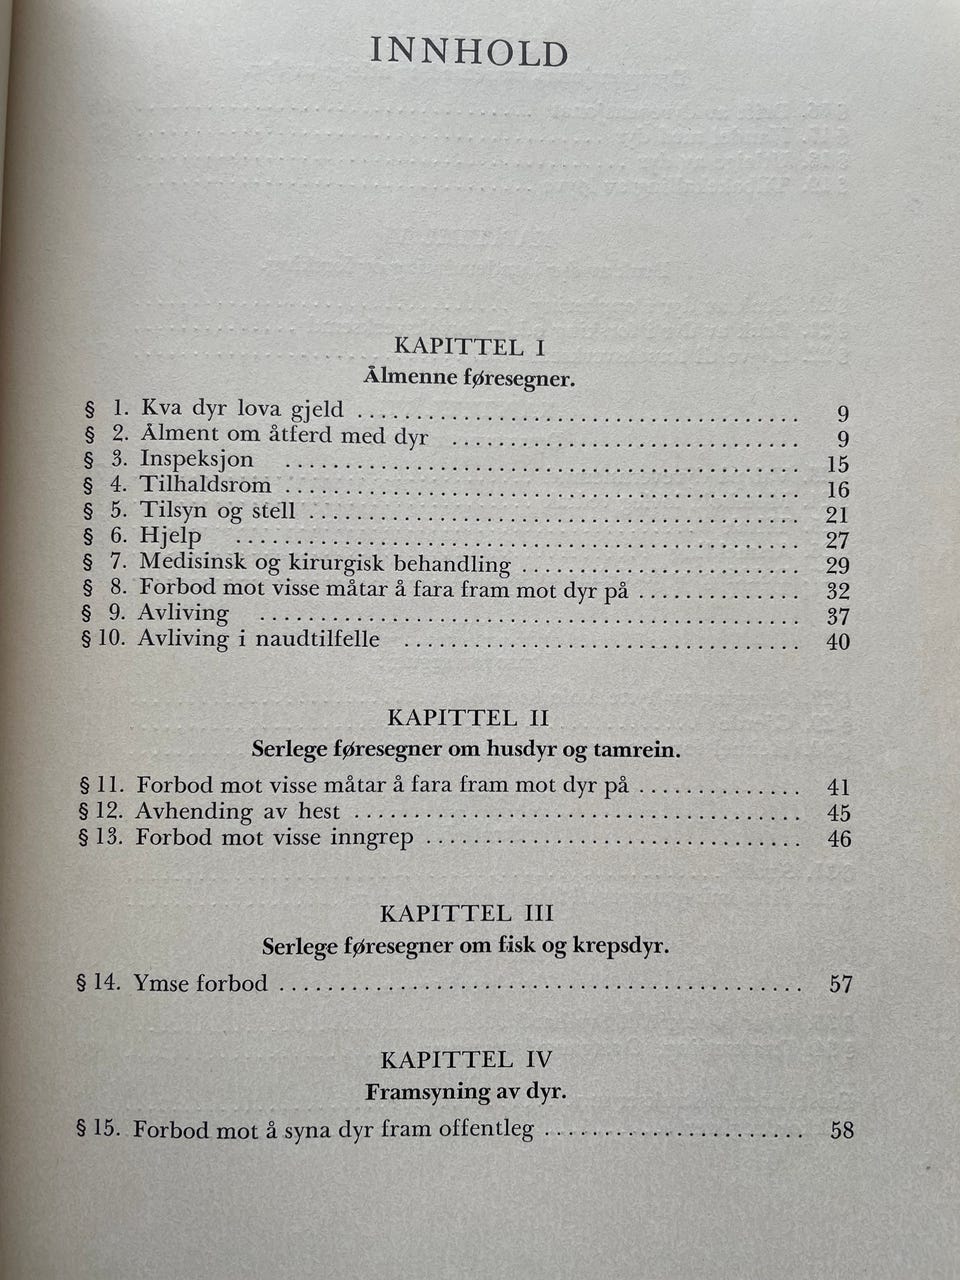 INNHOLD
KAPITTEL I
Ålmenne føresegner.
§ 1. Kva dyr lova gjeld ..................................... 9
§ 2. Ålment om åtferd med dyr ............................. 9
§ 3. Inspeksjon ........................................... 15
§ 4. Tilhaldsrom ........................................... 16
§ 5. Tilsyn og stell ......................................... 21
§ 6. Hjelp ............................................... 27
§ 7. Medisinsk og kirurgisk behandling ........................ 29
§ 8. Forbod mot visse måtar å fara fram mot dyr på .............. 32
§ 9. Avliving ............................................. 37
§ 10. Avliving i naudtilfelle ................................. 40
KAPITTEL II
Serlege føresegner om husdyr og tamrein.
§ 11. Forbod mot visse måtar å fara fram mot dyr på .............. 41
§ 12. Avhending av hest ...................................... 45
§ 13. Forbod mot visse inngrep ................................ 46
KAPITTEL III
Serlege føresegner om fisk og krepsdyr.
§ 14. Ymse forbod ............................................ 57
KAPITTEL IV
Framsyning av dyr.
§ 15. Forbod mot å syna dyr fram offentleg ...................... 58